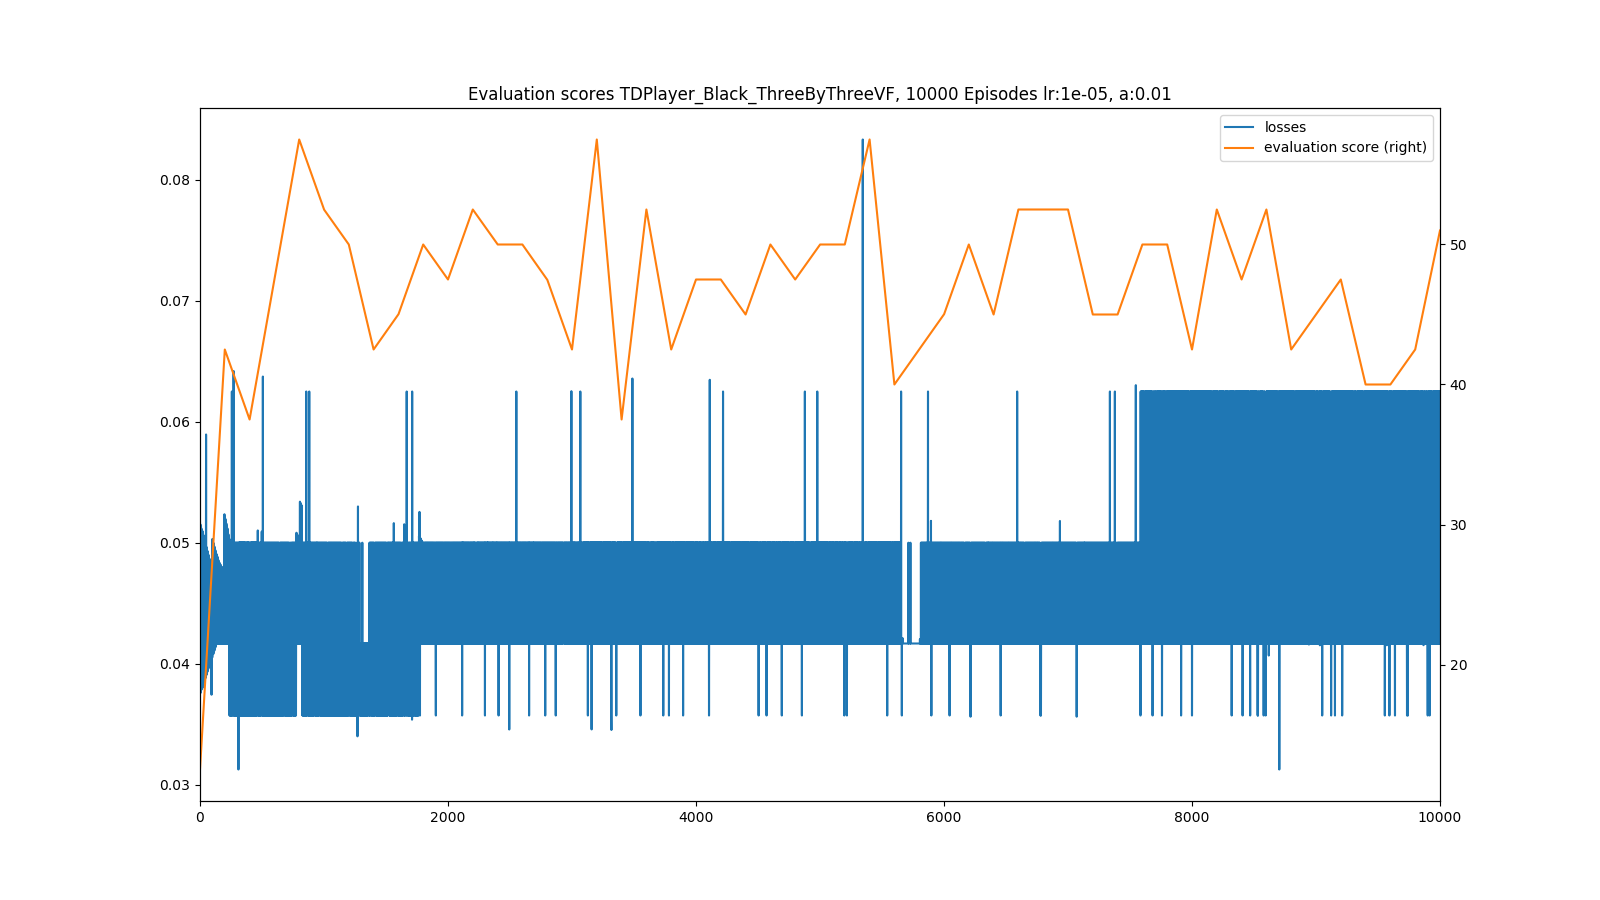 Evaluation scores TDPlayer_Black_ThreeByThreeVF, 10000 Episodes lr:1e-05, a:0.01
losses
evaluation score (right)
0.08
0.07
0.06
0.05
0.04
0.03
50
40
30
20
0 2000 4000 6000 8000 10000